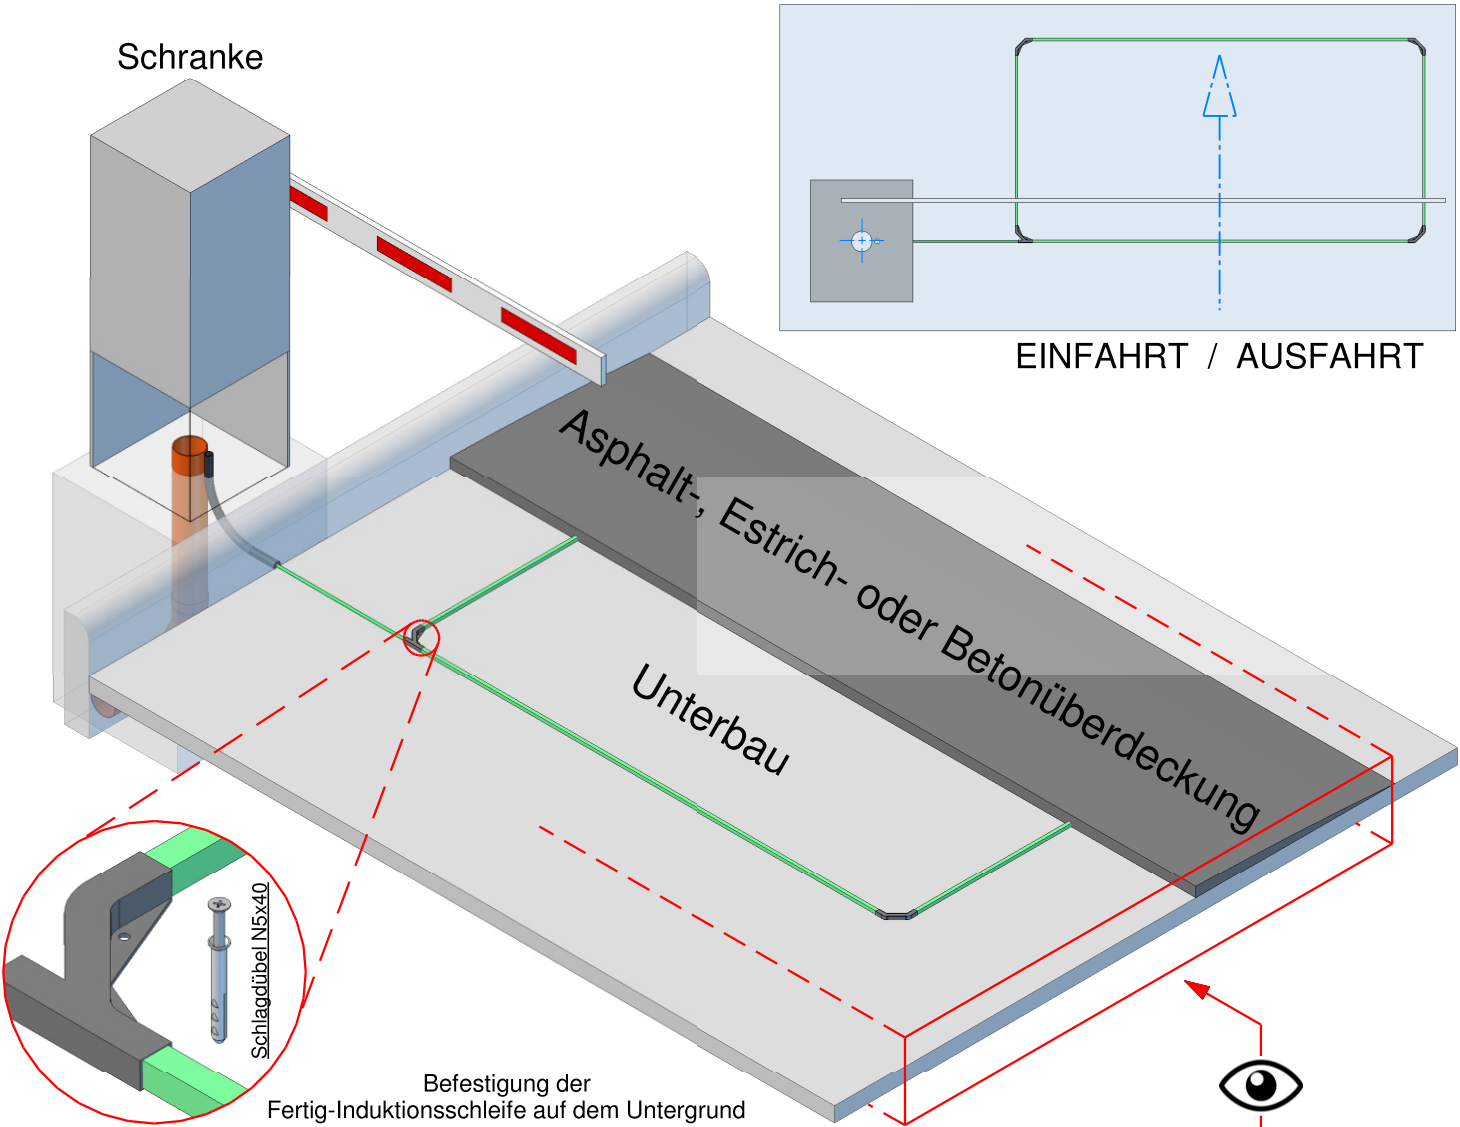 Schranke
EINFAHRT / AUSFAHRT
Asphalt-, Estrich- oder Betonüberdeckung
Unterbau
Schlagdübel N5x40
Befestigung der
Fertig-Induktionsschleife auf dem Untergrund